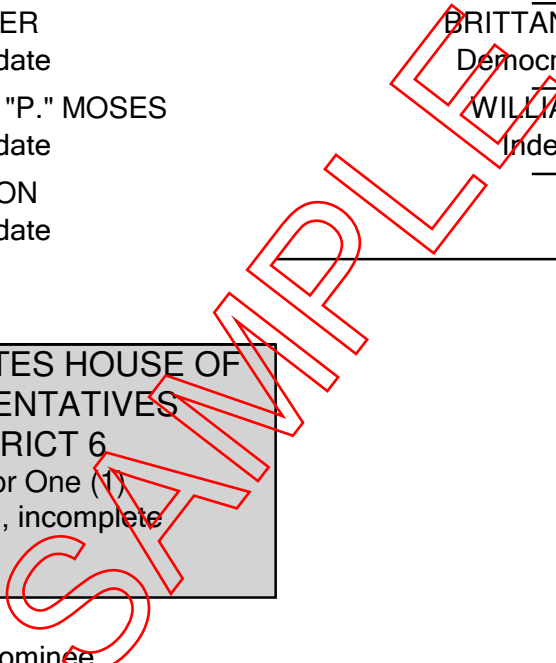 ER
date
"P." MOSES
date
ON
date
TES HOUSE OF
ENTATIVES
RICT 6
or One (1)
, incomplete
ominee
BRITTAN
Democr
WILLIA
Inde
SAMPLE